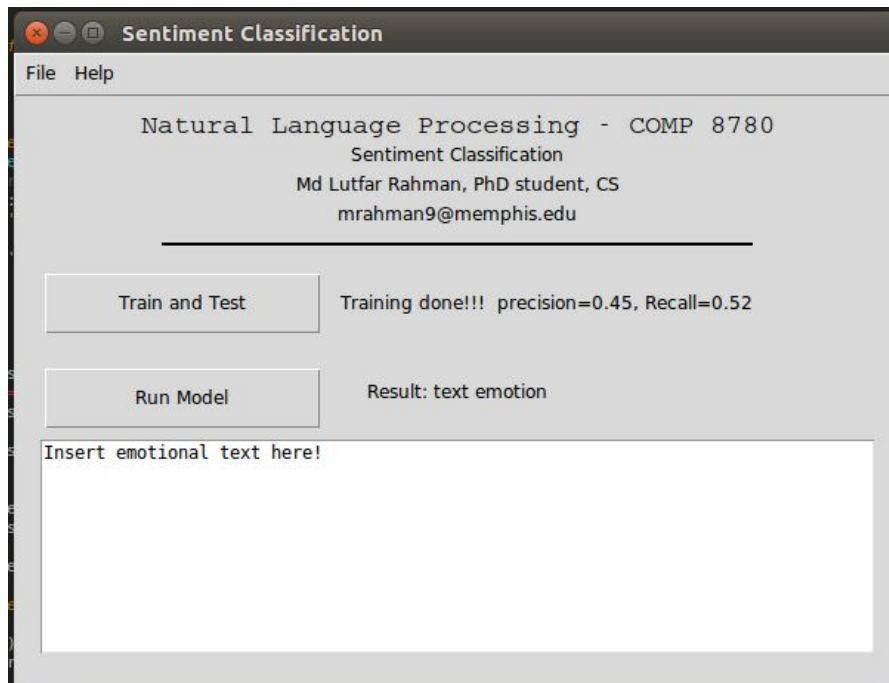 Sentiment Classification
File Help
Natural Language Processing - COMP 8780
Sentiment Classification
Md Lutfar Rahman, PhD student, CS
mrahman9@memphis.edu
Train and Test
Training done!!! precision=0.45, Recall=0.52
Run Model
Result: text emotion
Insert emotional text here!